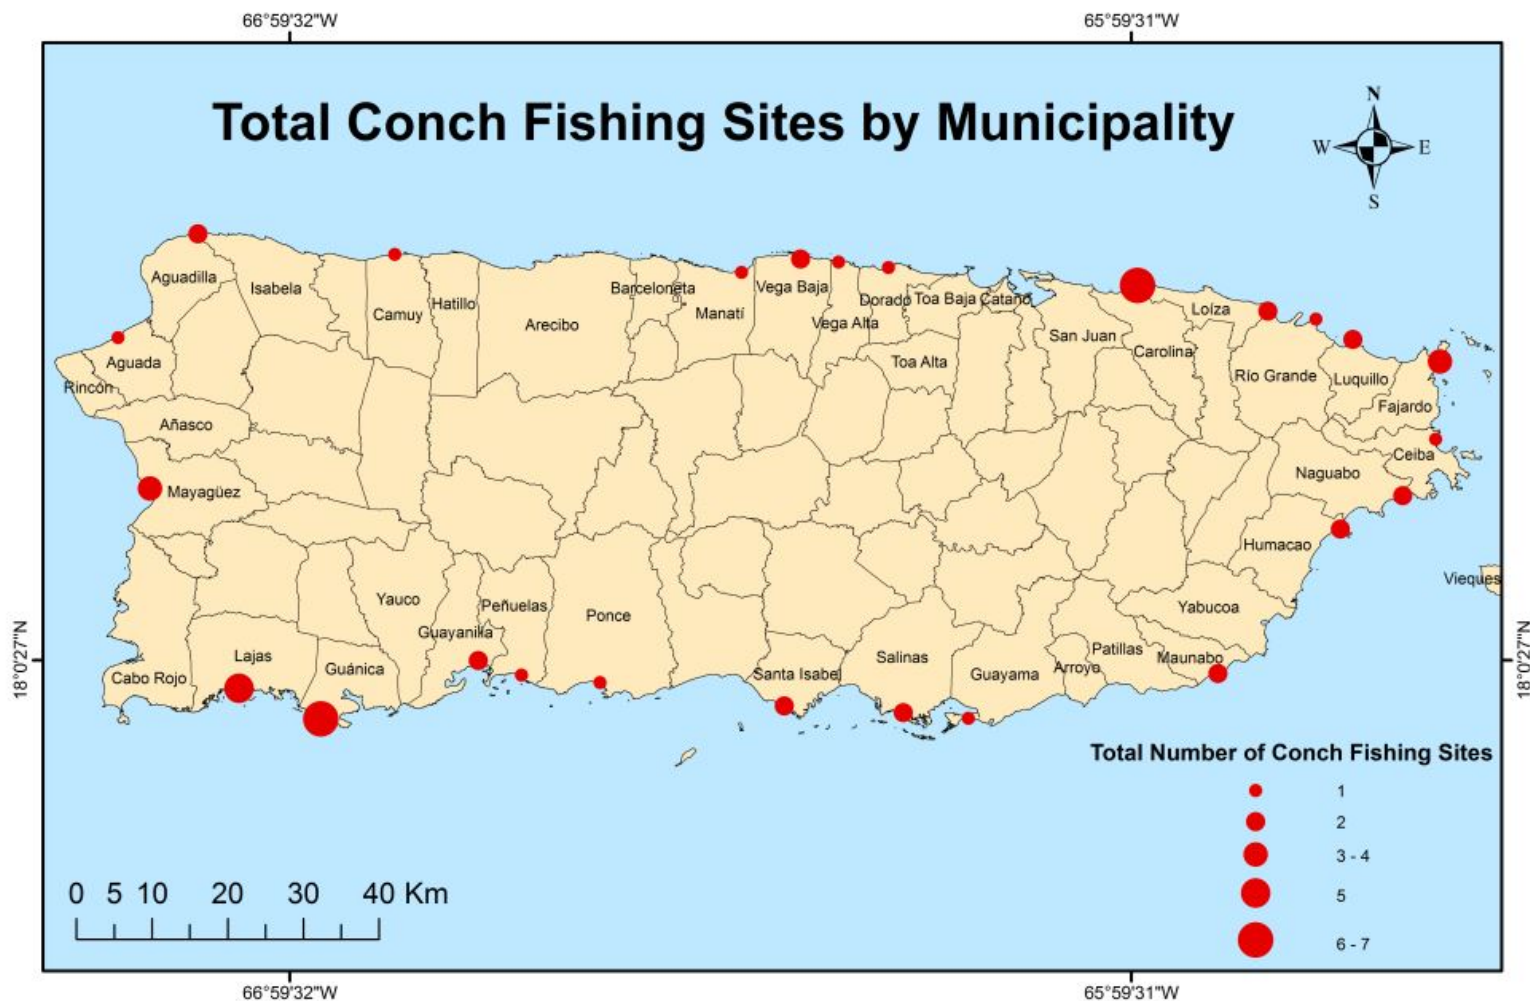 66°59'32"W 65°59'31"W
Total Conch Fishing Sites by Municipality
N
W E
S
Aguadilla
Isabela
Camuy
Hatillo
Arecibo
Barceloneta
Manatí
Vega Baja
Vega Alta
Dorado
Toa Baja
Catano
Toa Alta
San Juan
Carolina
Loíza
Río Grande
Luquillo
Fajardo
Ceiba
Aguada
Rincón
Añasco
Mayagüez
Naguabo
Humacao
Vieques
Yabucoa
Yauco
Peñuelas
Guayanilla
Ponce
Cabo Rojo
Lajas
Guánica
Santa Isabel
Salinas
Guayama
Arroyo
Patillas
Maunabo
18°0'27"N
18°0'27"N
Total Number of Conch Fishing Sites
1
2
3 - 4
5
6 - 7
0 5 10 20 30 40 Km
66°59'32"W 65°59'31"W